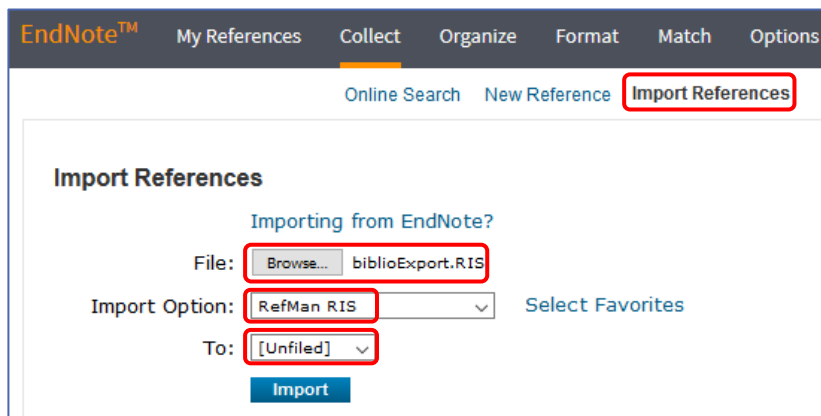 EndNote™ My References Collect Organize Format Match Options
Online Search New Reference Import References
Import References
Importing from EndNote?
File: Browse... biblioExport.RIS
Import Option: RefMan RIS Select Favorites
To: [Unfiled]
Import